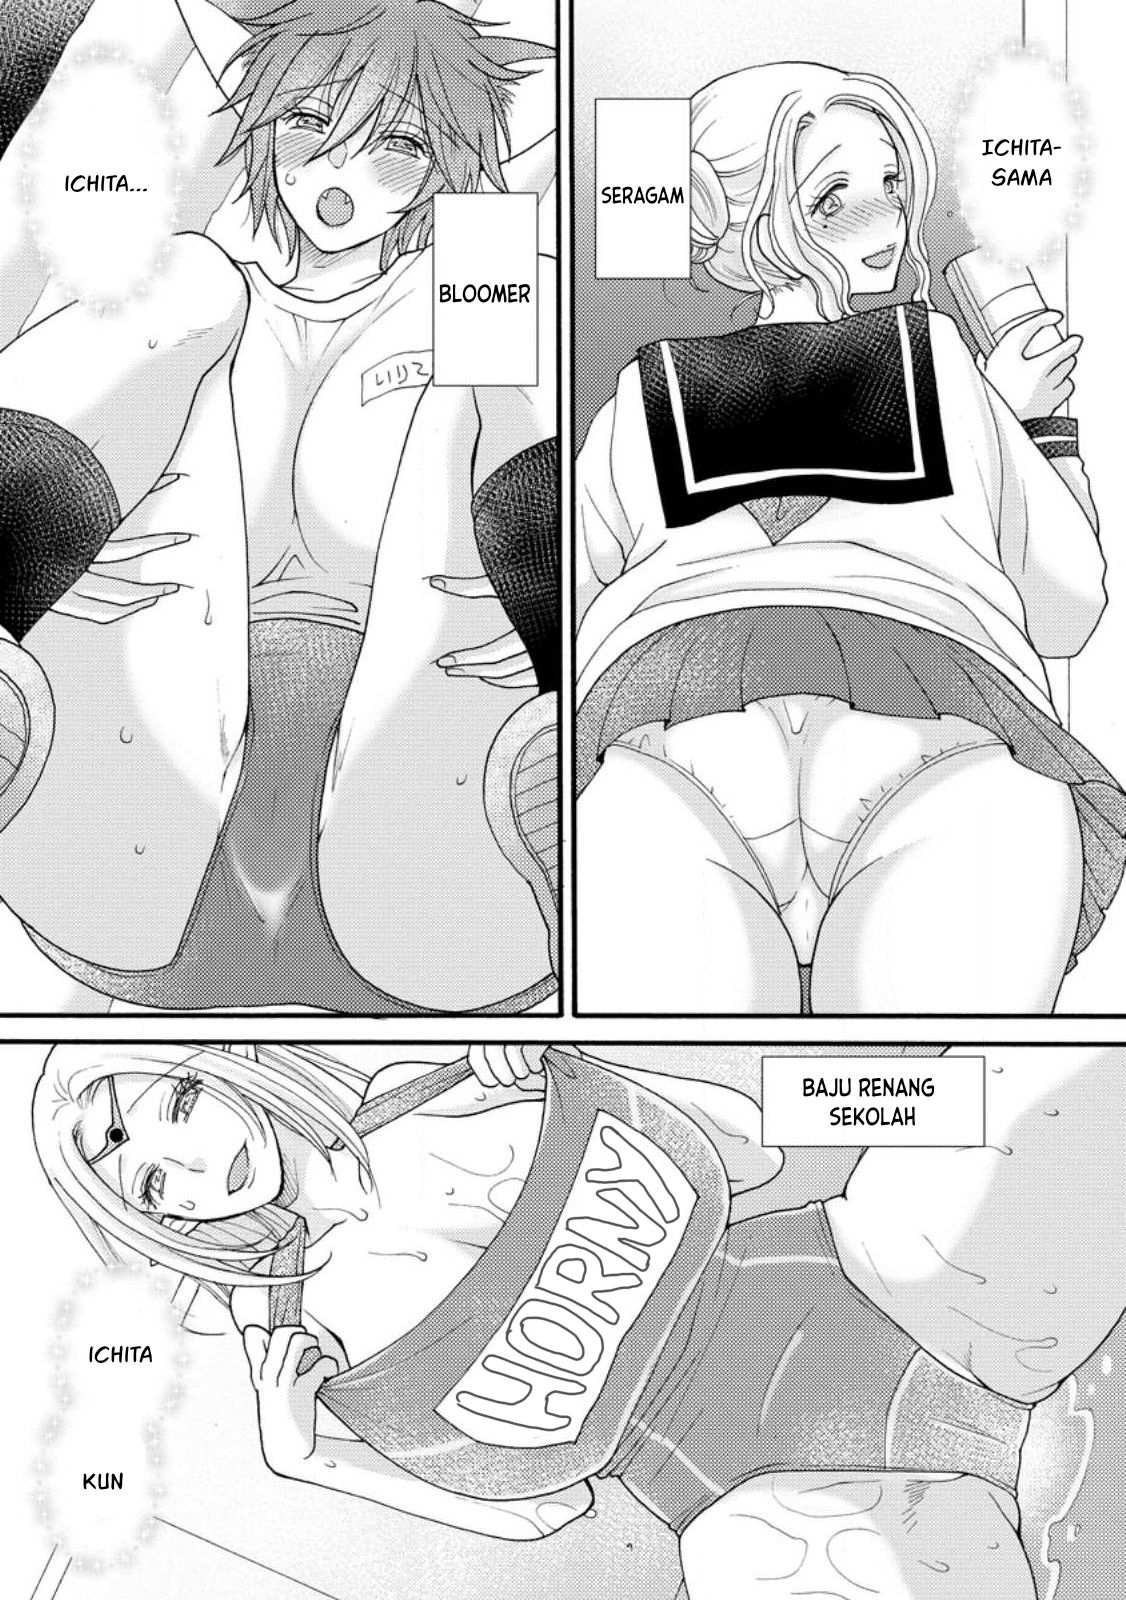 ICHITA-
SAMA
SERAGAM
ICHITA...
BLOOMER
BAJU RENANG
SEKOLAH
HORNY
ICHITA
KUN